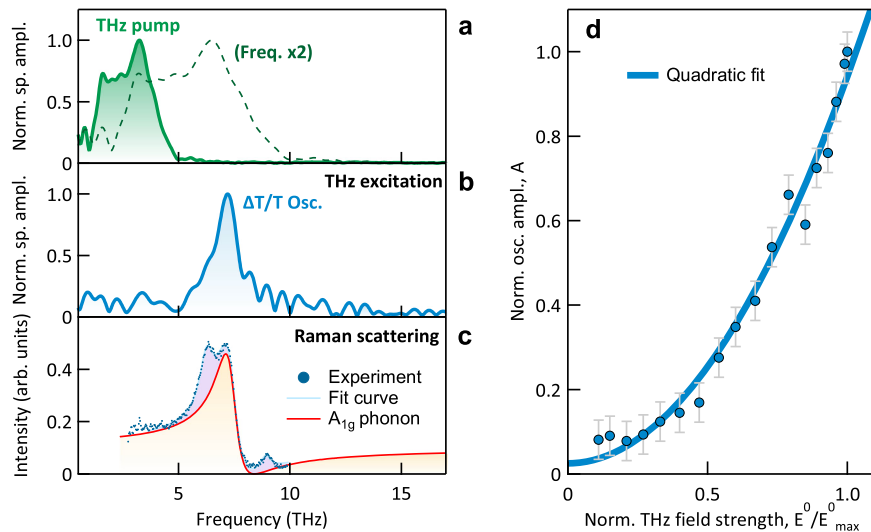 a
THz pump
(Freq. x2)
Norm. sp. ampl.
1.0
0.5
0
b
THz excitation
ΔT/T Osc.
Norm. sp. ampl.
1.0
0.5
0
c
Raman scattering
Experiment
Fit curve
A1g phonon
Intensity (arb. units)
0.4
0.2
0
5
10
15
Frequency (THz)
d
Quadratic fit
Norm. osc. ampl., A
1.0
0.8
0.6
0.4
0.2
0
0
0.5
1.0
Norm. THz field strength, E⁰/E⁰max